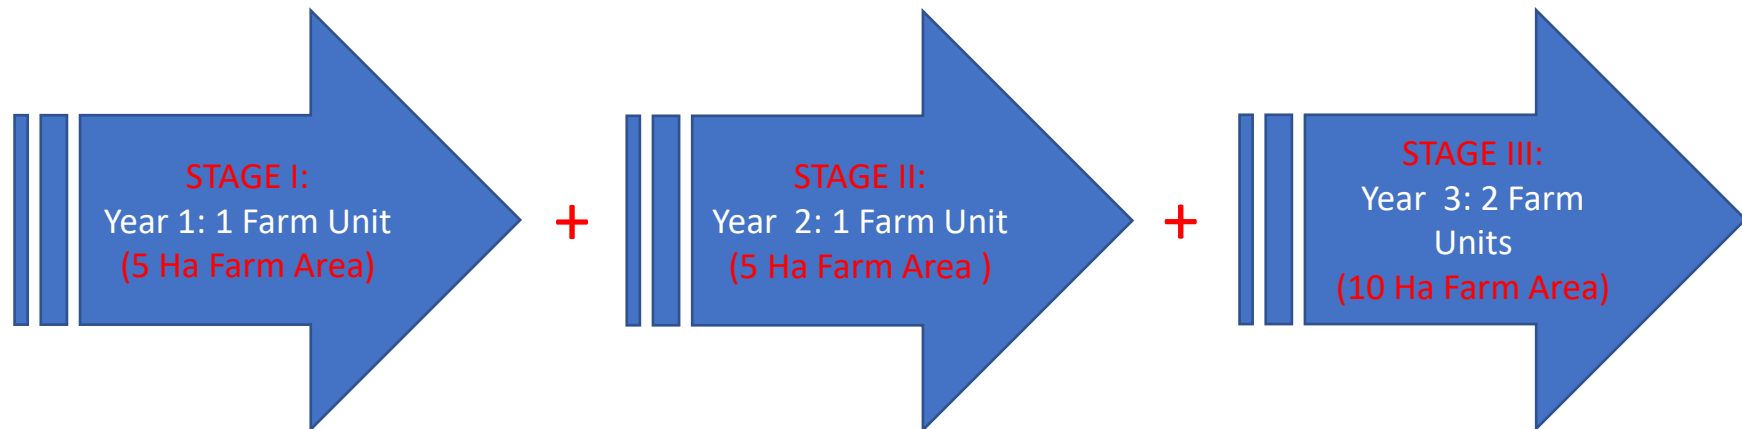 STAGE I:
Year 1: 1 Farm Unit
(5 Ha Farm Area)
+
STAGE II:
Year  2: 1 Farm Unit
(5 Ha Farm Area )
+
STAGE III:
Year  3: 2 Farm
Units
(10 Ha Farm Area)